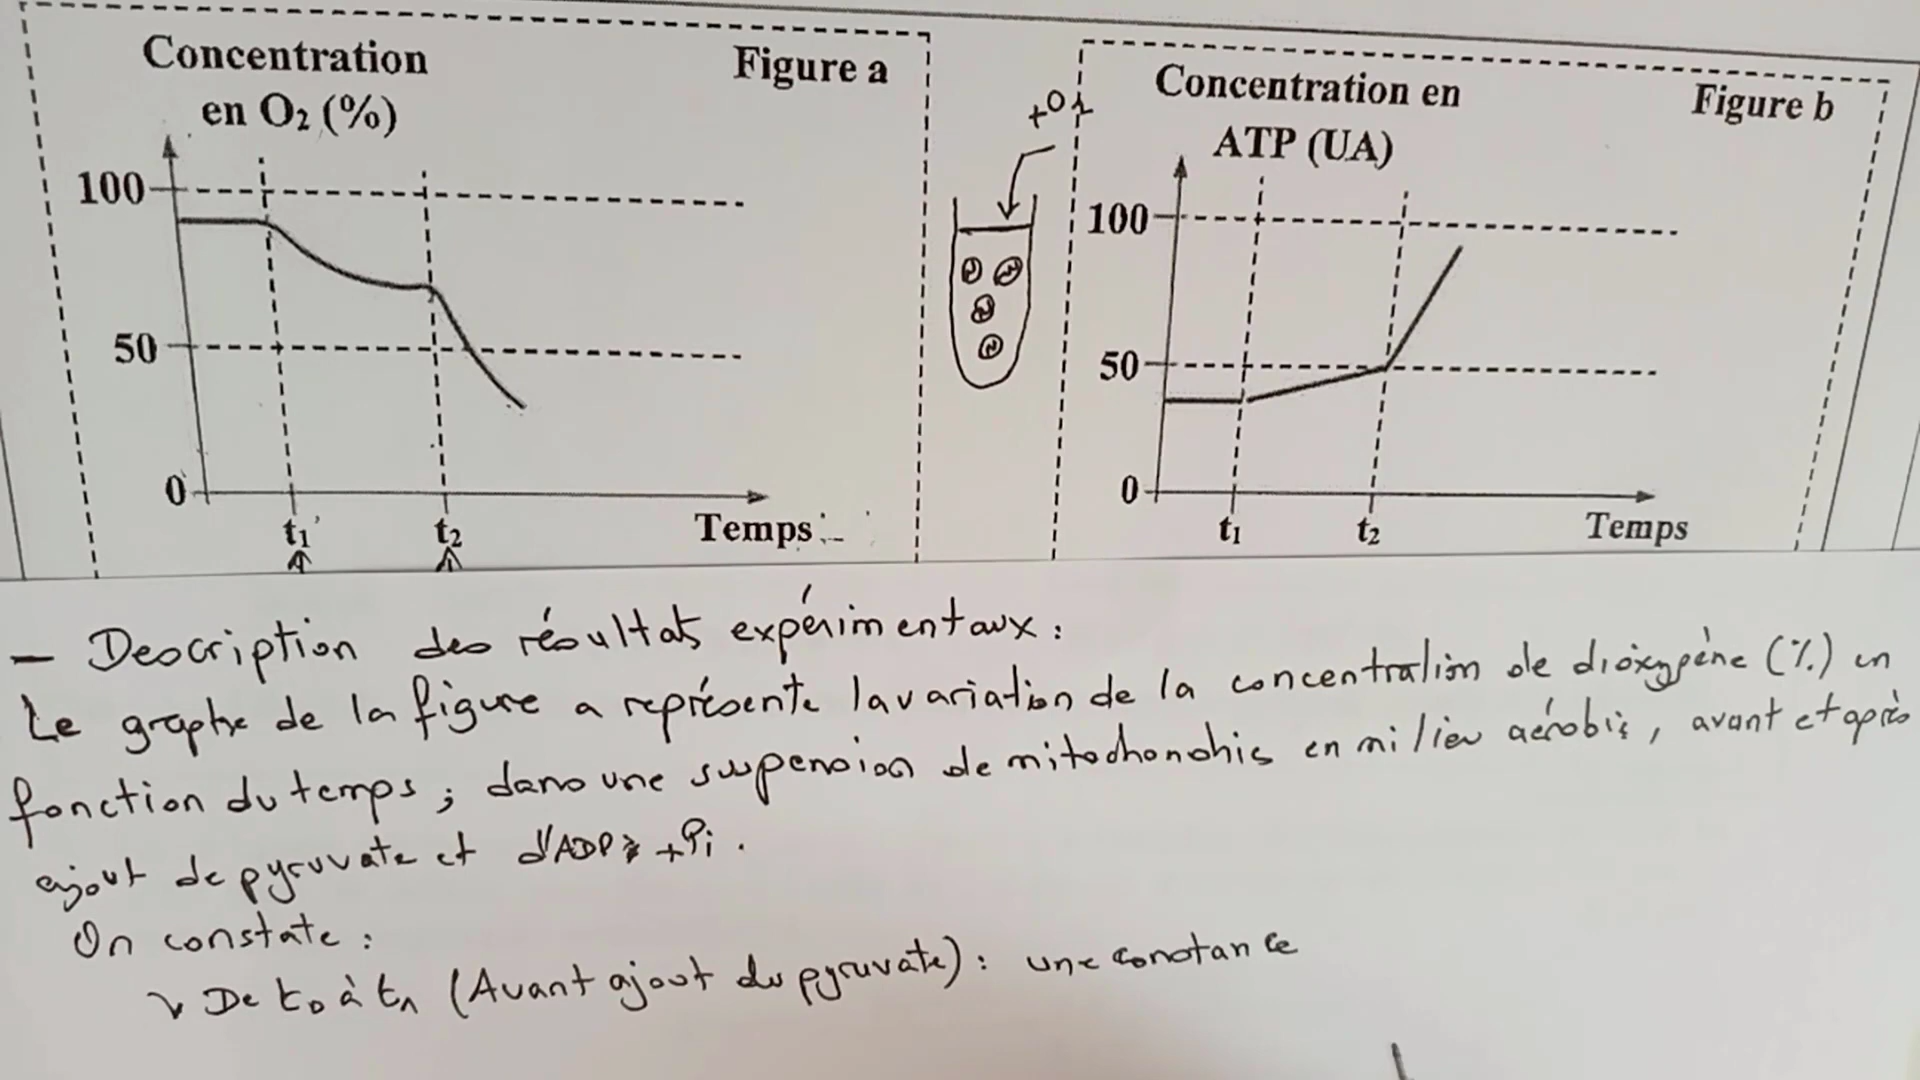 Concentration
en O₂ (%)
Figure a
100
50
0
t₁
t₂
Temps
+O₂
Concentration en
ATP (UA)
Figure b
100
50
0
t₁
t₂
Temps
- Description des résultats expérimentaux :
Le graphe de la figure a représente la variation de la concentration de dioxygène (%) en
fonction du temps, dans une suspension de mitochondries en milieu aérobie, avant et après
ajout de pyruvate et d'ADP + Pi.
On constate :
De t₀ à t₁ (Avant ajout du pyruvate) : une constance